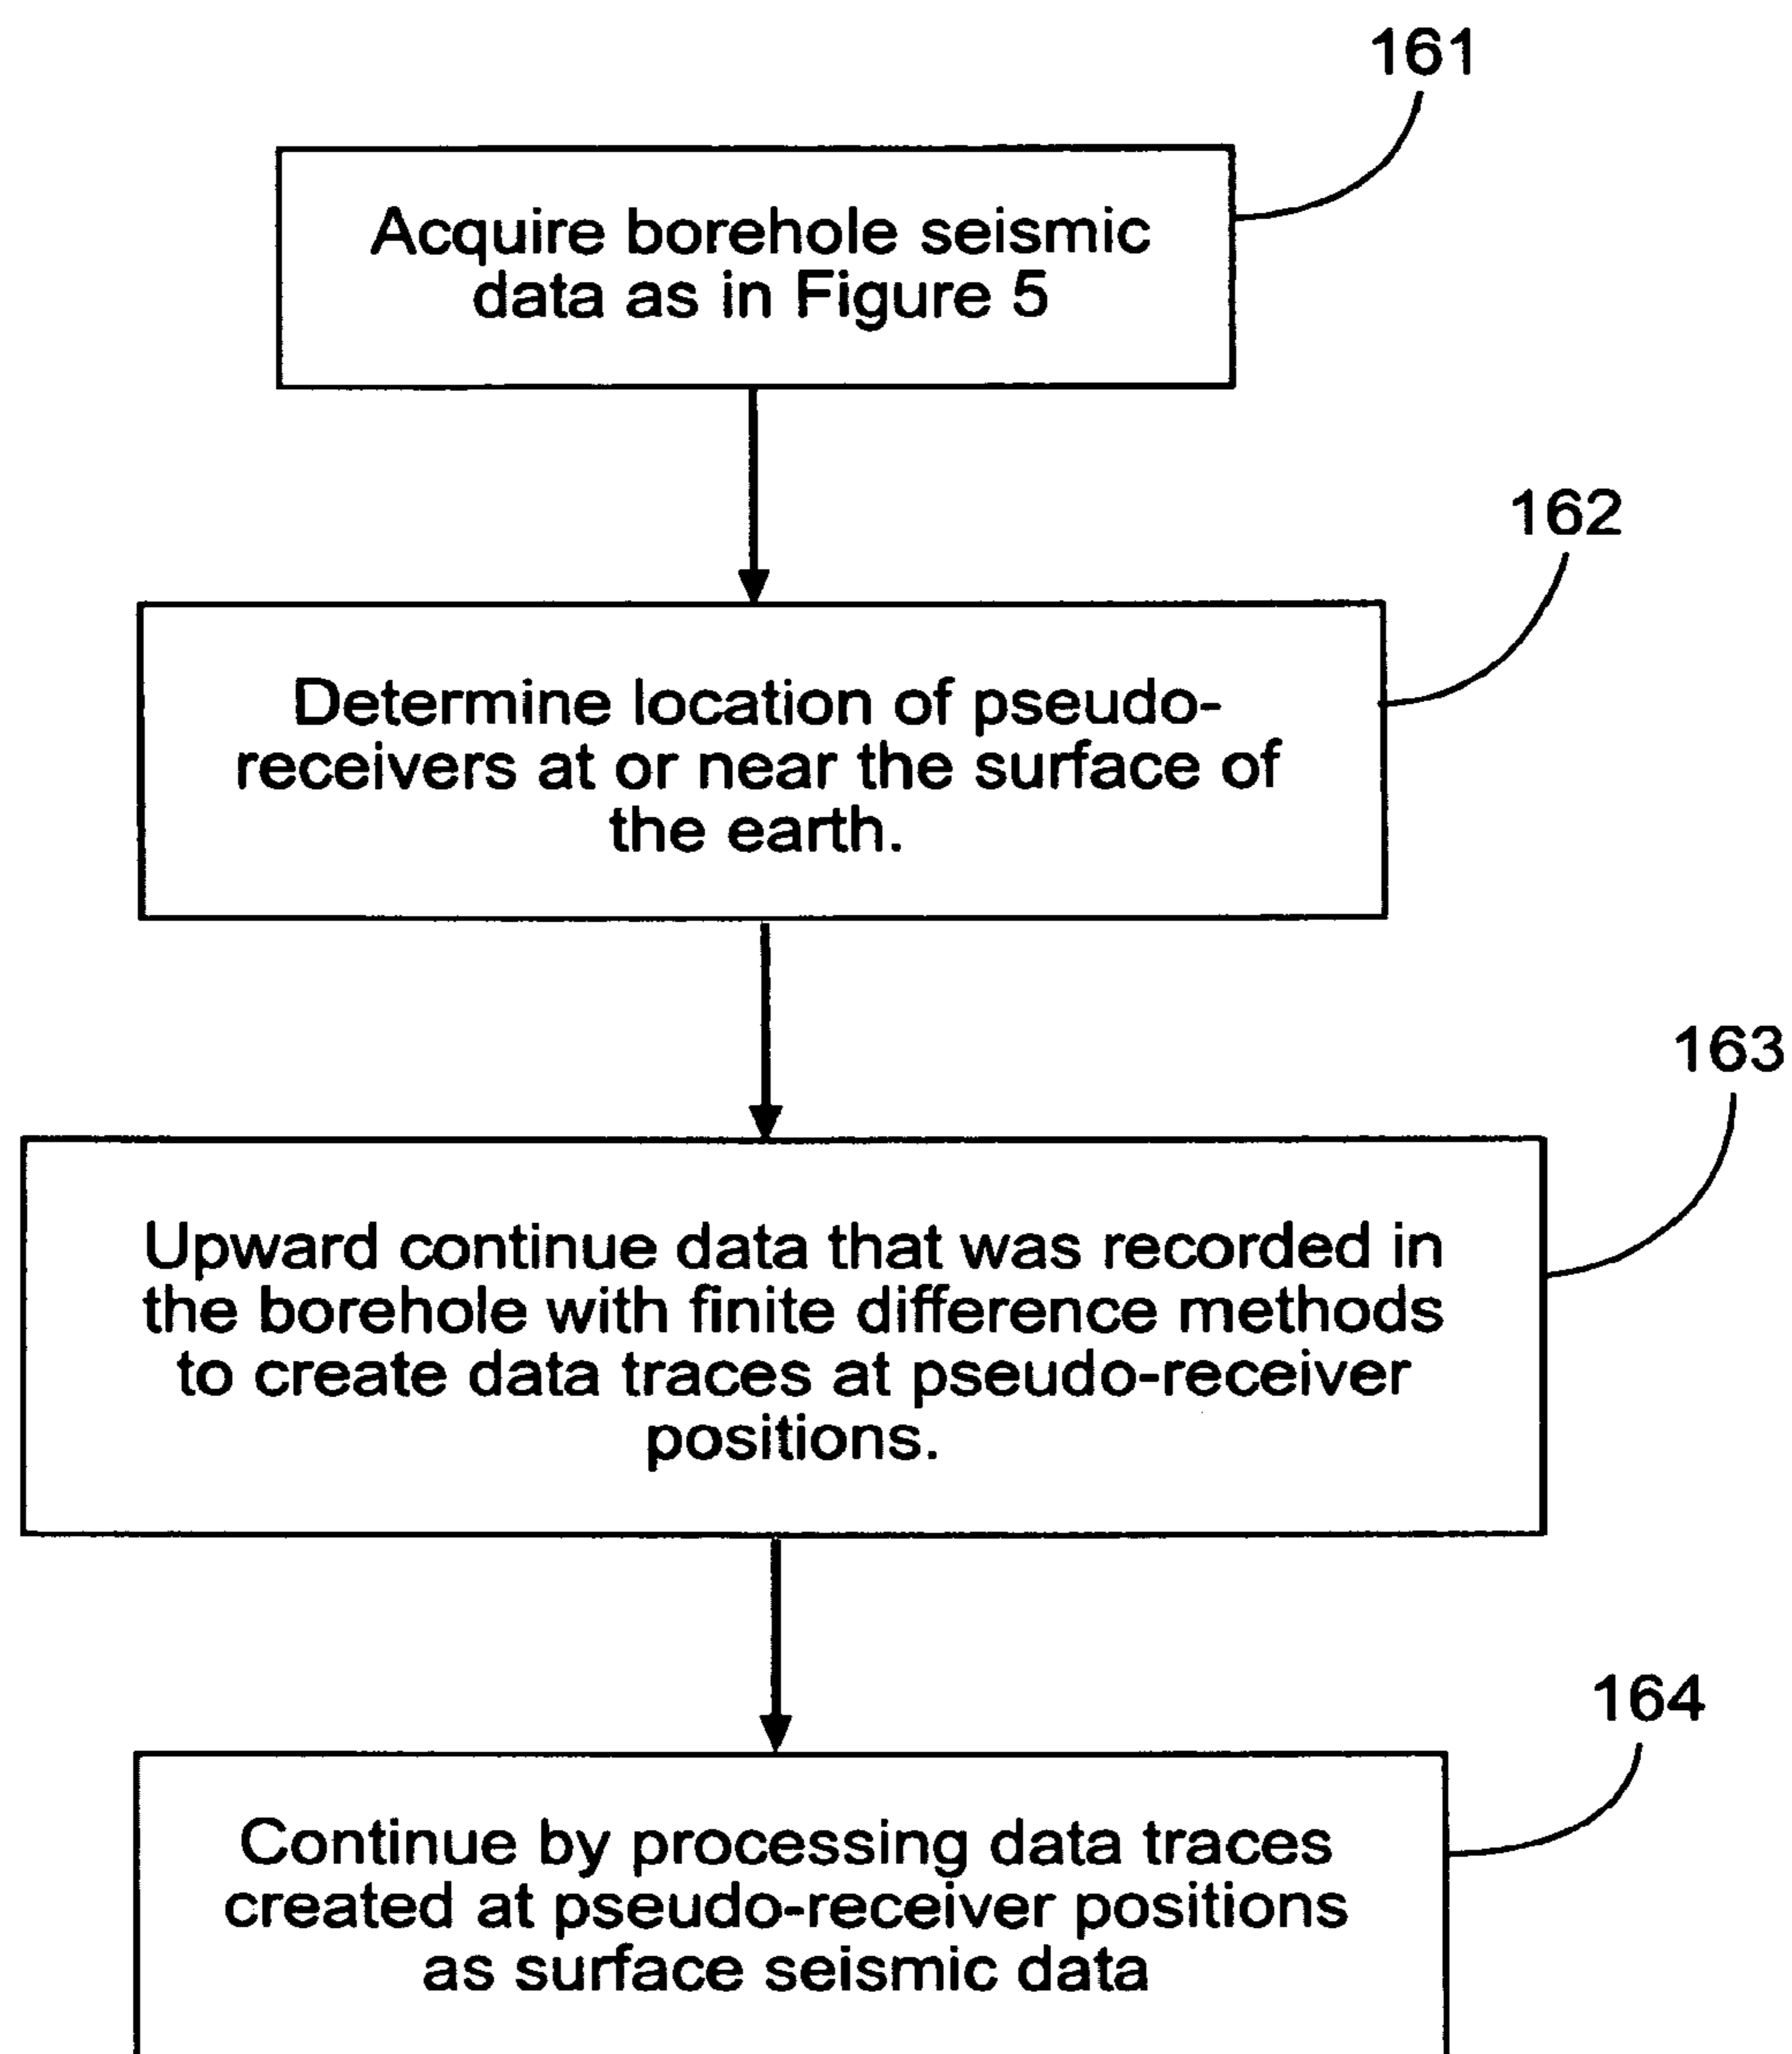 161
Acquire borehole seismic
data as in Figure 5
162
Determine location of pseudo-
receivers at or near the surface of
the earth.
163
Upward continue data that was recorded in
the borehole with finite difference methods
to create data traces at pseudo-receiver
positions.
164
Continue by processing data traces
created at pseudo-receiver positions
as surface seismic data